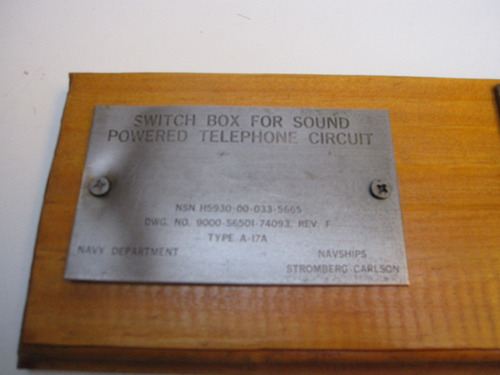 SWITCH BOX FOR SOUND
POWERED TELEPHONE CIRCUIT
NSN H5930-00-033-5665
DWG. NO. 9000-S6501-74093, REV. F
TYPE A-17A
NAVY DEPARTMENT
NAVSHIPS
STROMBERG CARLSON